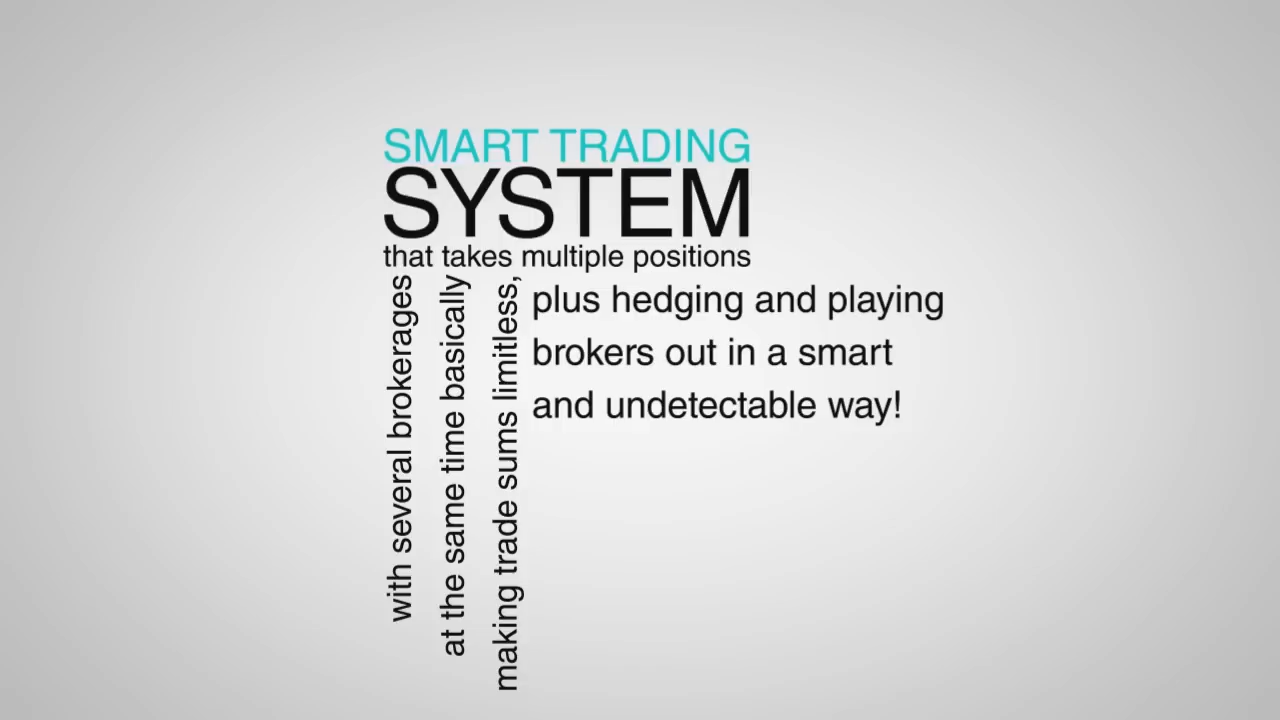 SMART TRADING
SYSTEM
that takes multiple positions
with several brokerages
at the same time basically
making trade sums limitless,
plus hedging and playing
brokers out in a smart
and undetectable way!